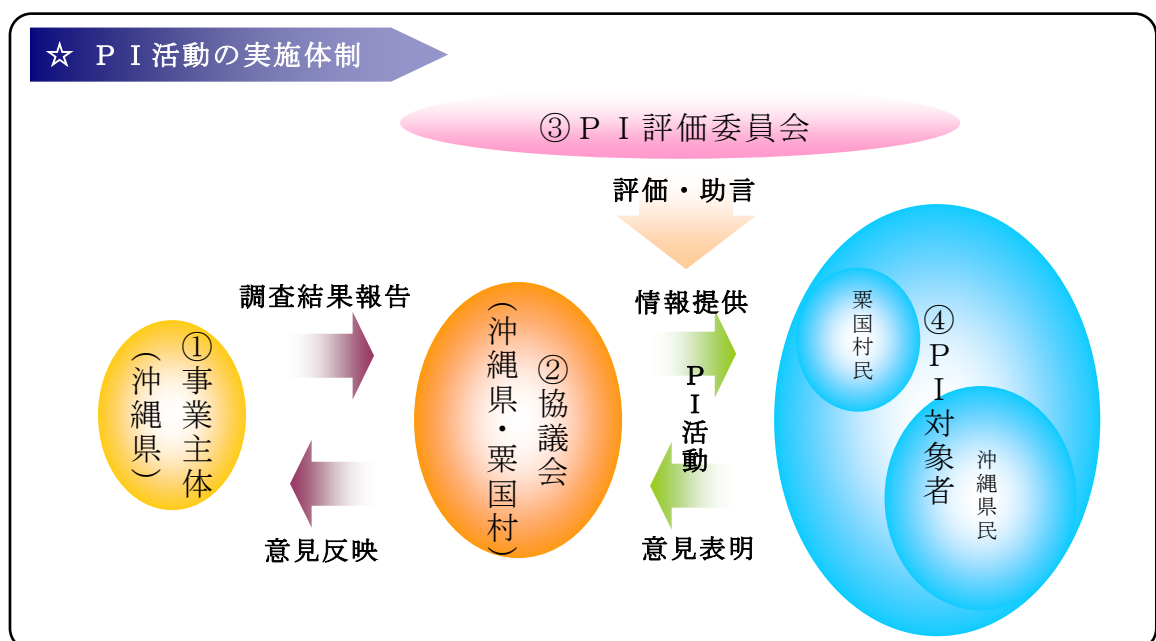 ☆ ＰＩ活動の実施体制
③ＰＩ評価委員会
評価・助言
調査結果報告
情報提供
①事業主体
（沖縄県）
②協議会
（沖縄県・粟国村）
ＰＩ活動
④ＰＩ対象者
粟国村民
沖縄県民
意見反映
意見表明